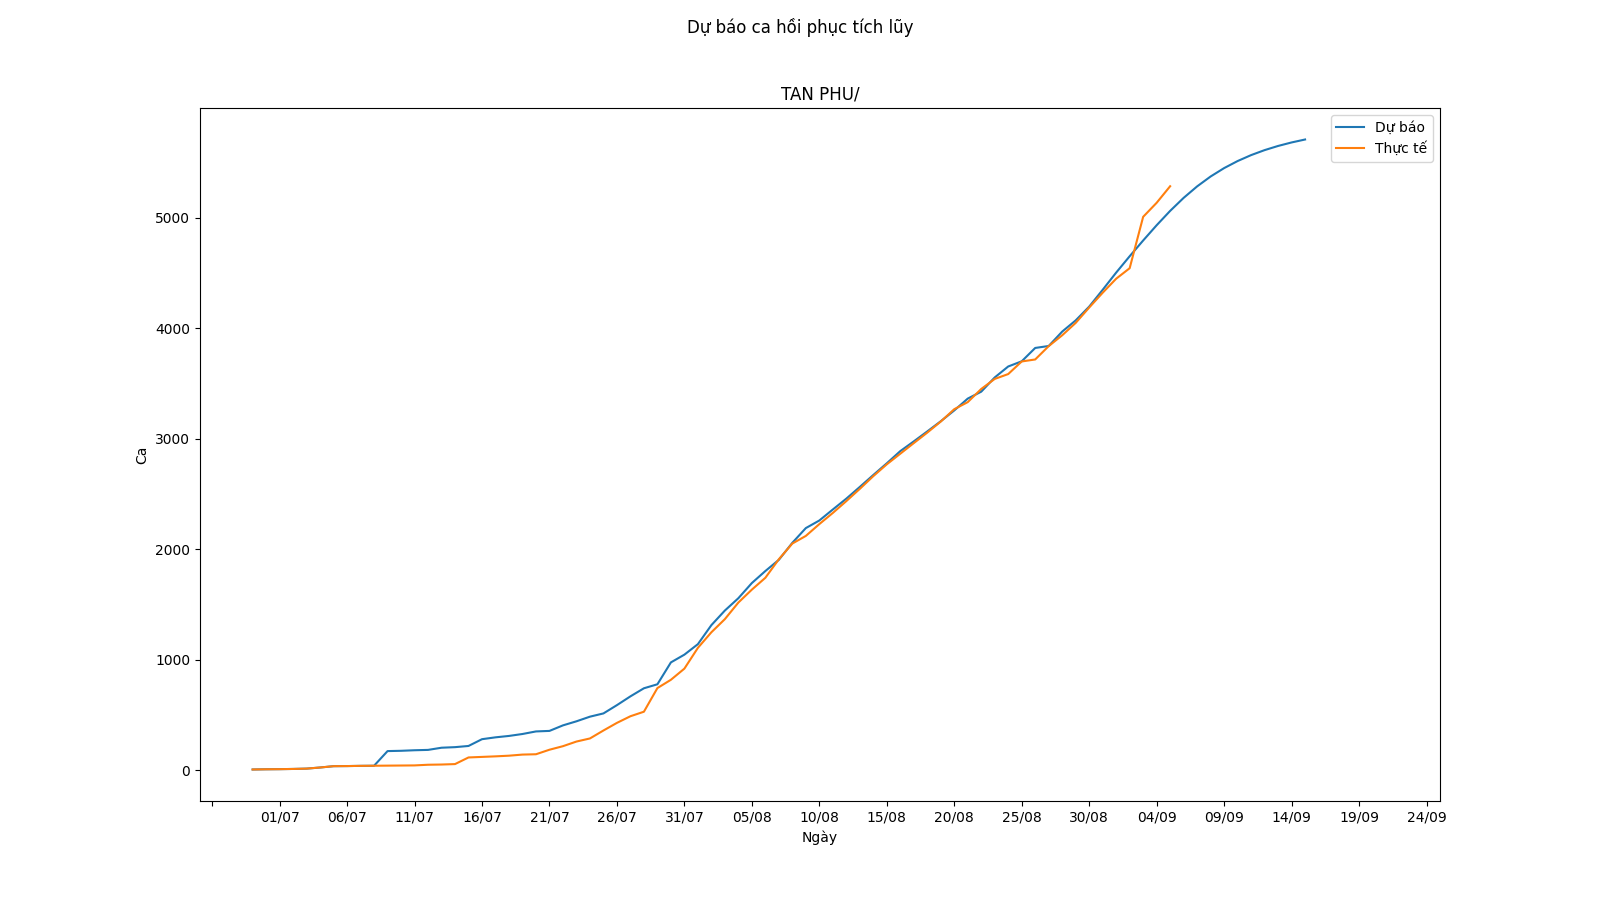 Dự báo ca hồi phục tích lũy
TAN PHU/
Dự báo
Thực tế
5000
4000
3000
2000
1000
0
Ca
01/07 06/07 11/07 16/07 21/07 26/07 31/07 05/08 10/08 15/08 20/08 25/08 30/08 04/09 09/09 14/09 19/09 24/09
Ngày